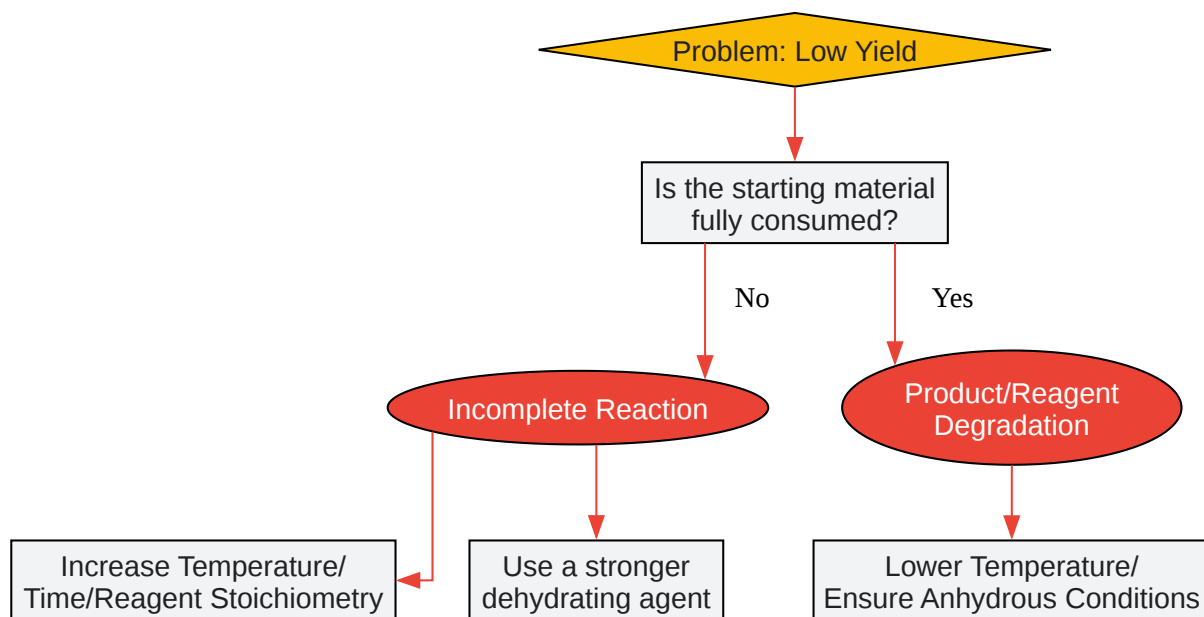 Problem: Low Yield
Is the starting material
fully consumed?
No
Yes
Incomplete Reaction
Product/Reagent
Degradation
Increase Temperature/
Time/Reagent Stoichiometry
Use a stronger
dehydrating agent
Lower Temperature/
Ensure Anhydrous Conditions